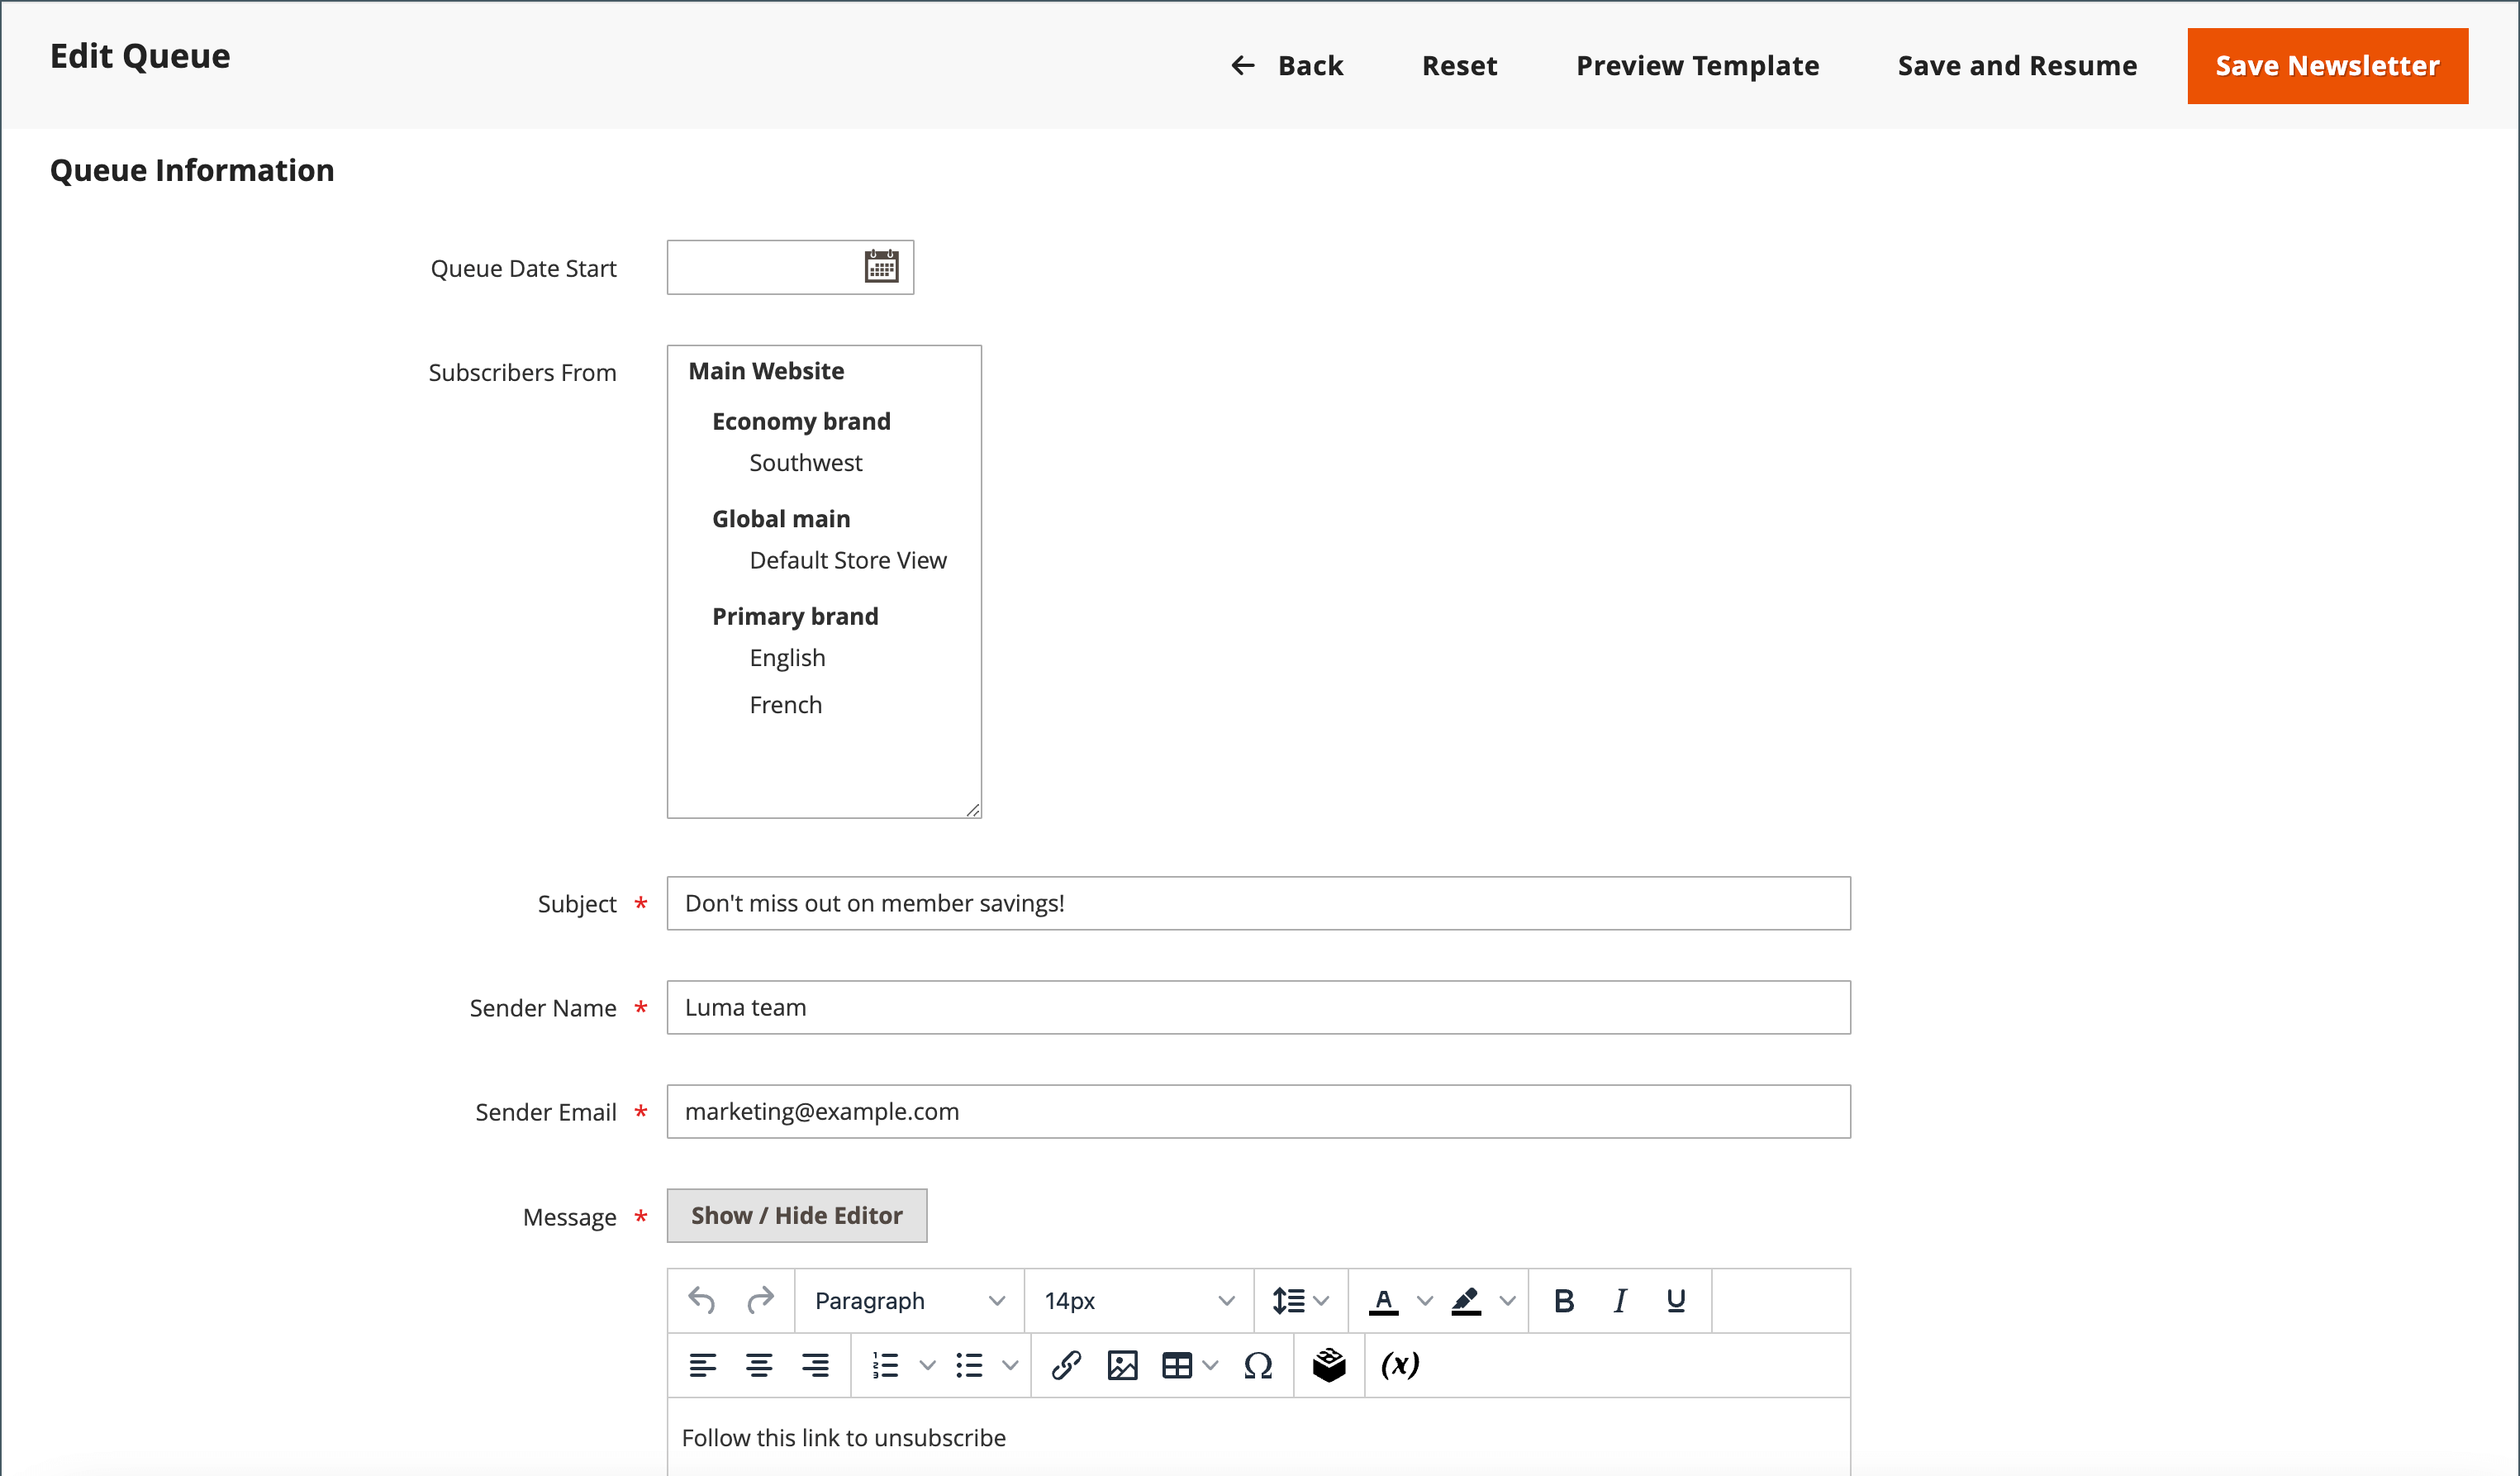 Edit Queue
Back Reset Preview Template Save and Resume Save Newsletter
Queue Information
Queue Date Start
Subscribers From
Main Website
Economy brand
Southwest
Global main
Default Store View
Primary brand
English
French
Subject * Don't miss out on member savings!
Sender Name * Luma team
Sender Email * marketing@example.com
Message * Show / Hide Editor
Paragraph 14px A B I U
Ω (x)
Follow this link to unsubscribe